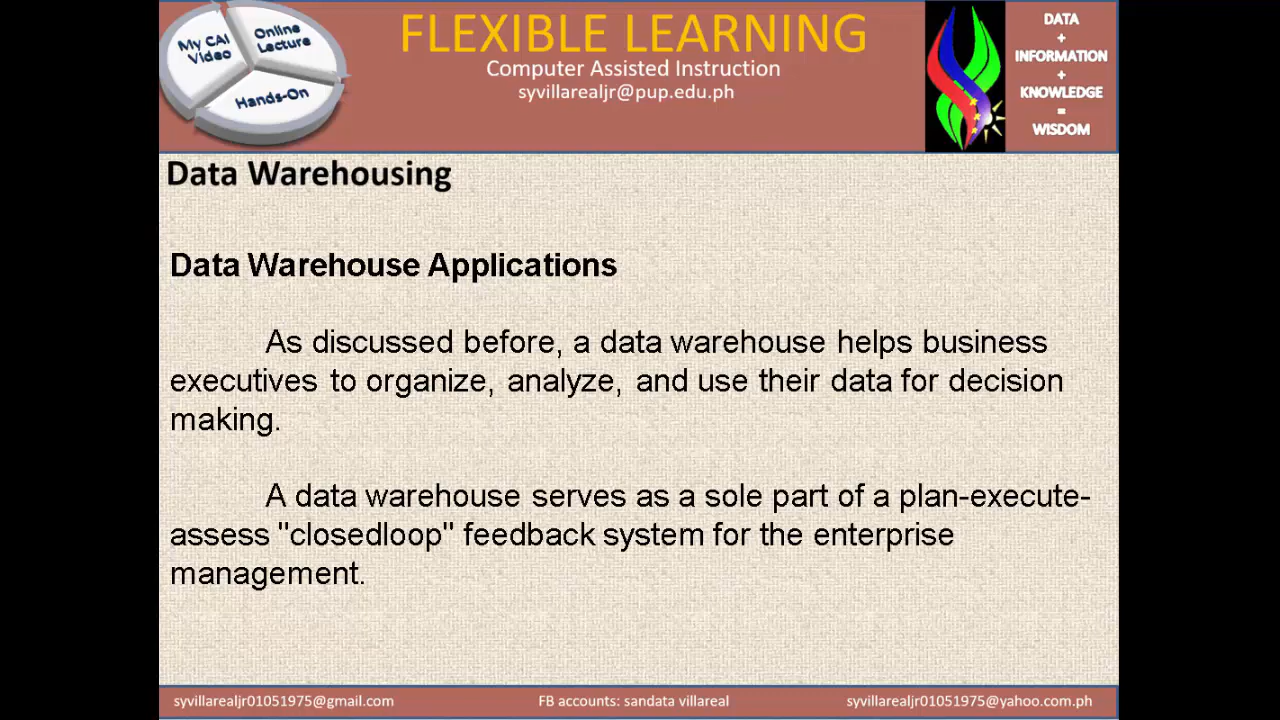 My CAI
Video
Online
Lecture
Hands-On
FLEXIBLE LEARNING
Computer Assisted Instruction
syvillarealjr@pup.edu.ph
DATA
+
INFORMATION
+
KNOWLEDGE
=
WISDOM
Data Warehousing
Data Warehouse Applications
As discussed before, a data warehouse helps business
executives to organize, analyze, and use their data for decision
making.
A data warehouse serves as a sole part of a plan-execute-
assess "closedloop" feedback system for the enterprise
management.
syvillarealjr01051975@gmail.com
FB accounts: sandata villareal
syvillarealjr01051975@yahoo.com.ph